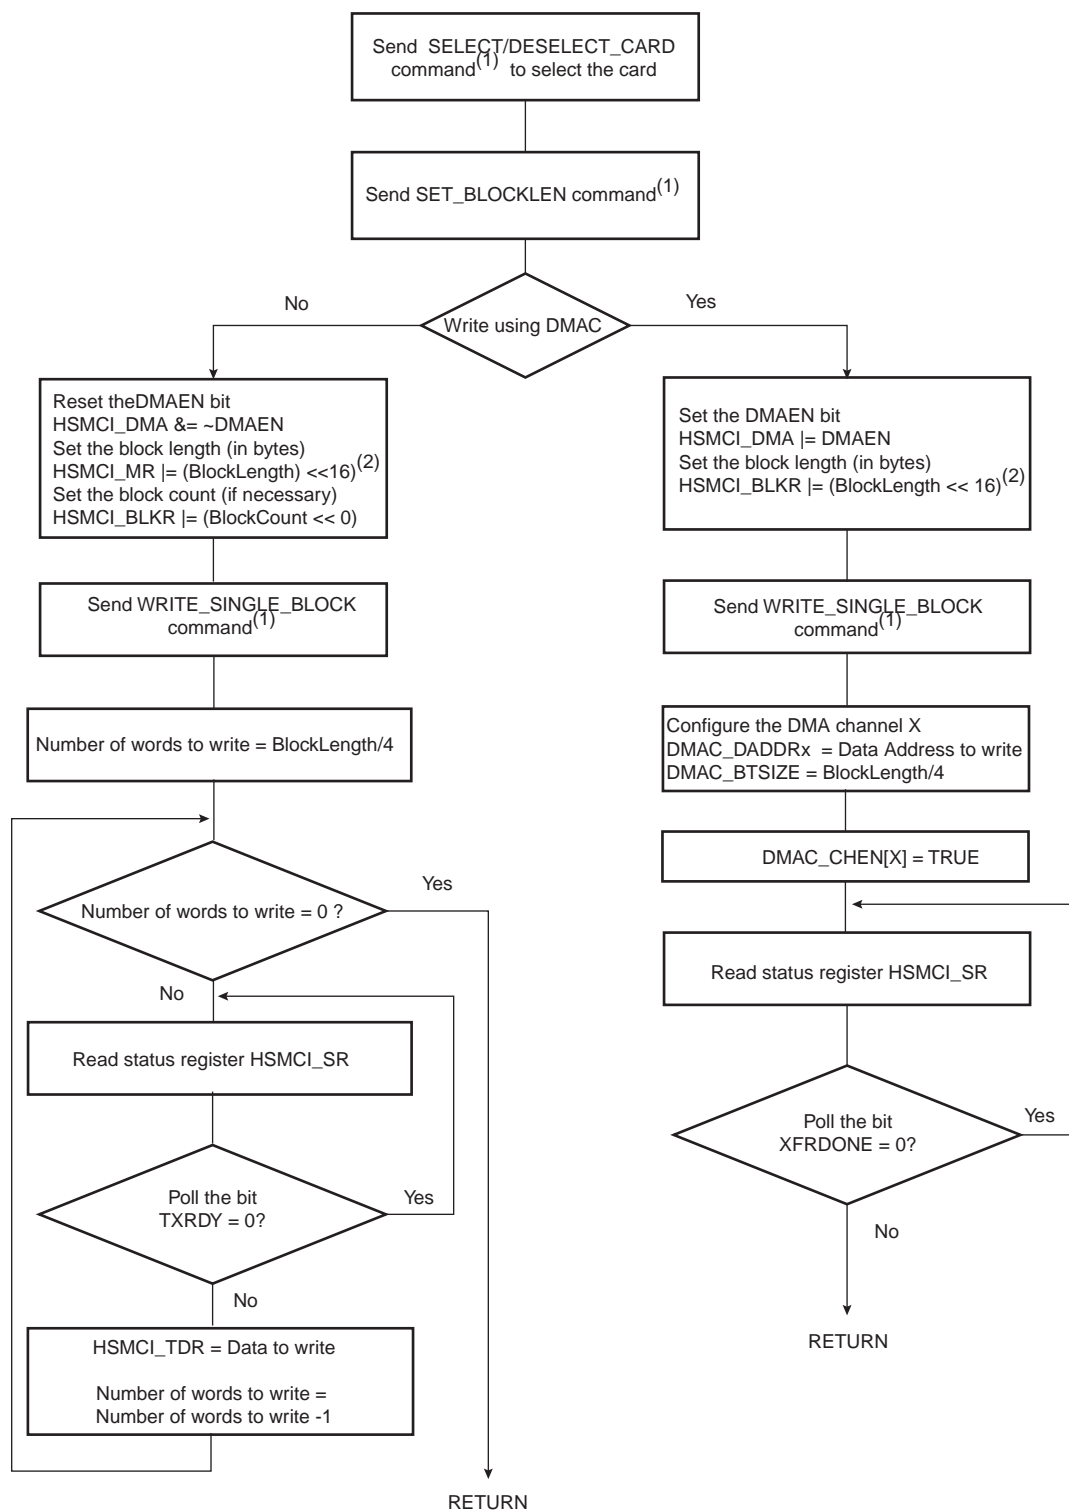 Send SELECT/DESELECT_CARD
command(1) to select the card
Send SET_BLOCKLEN command(1)
No
Yes
Write using DMAC
Reset theDMAEN bit
HSMCI_DMA &= ~DMAEN
Set the block length (in bytes)
HSMCI_MR |= (BlockLength) <<16)(2)
Set the block count (if necessary)
HSMCI_BLKR |= (BlockCount << 0)
Send WRITE_SINGLE_BLOCK
command(1)
Number of words to write = BlockLength/4
Number of words to write = 0 ?
Yes
No
Read status register HSMCI_SR
Poll the bit
TXRDY = 0?
Yes
No
HSMCI_TDR = Data to write
Number of words to write =
Number of words to write -1
RETURN
Set the DMAEN bit
HSMCI_DMA |= DMAEN
Set the block length (in bytes)
HSMCI_BLKR |= (BlockLength << 16)(2)
Send WRITE_SINGLE_BLOCK
command(1)
Configure the DMA channel X
DMAC_DADDRx = Data Address to write
DMAC_BTSIZE = BlockLength/4
DMAC_CHEN[X] = TRUE
Read status register HSMCI_SR
Poll the bit
XFRDONE = 0?
Yes
No
RETURN